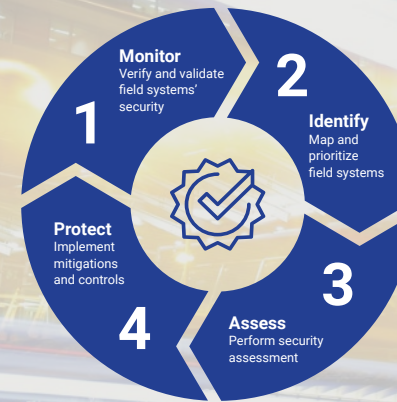 1
Monitor
Verify and validate
field systems'
security
2
Identify
Map and
prioritize
field systems
3
Assess
Perform security
assessment
4
Protect
Implement
mitigations
and controls